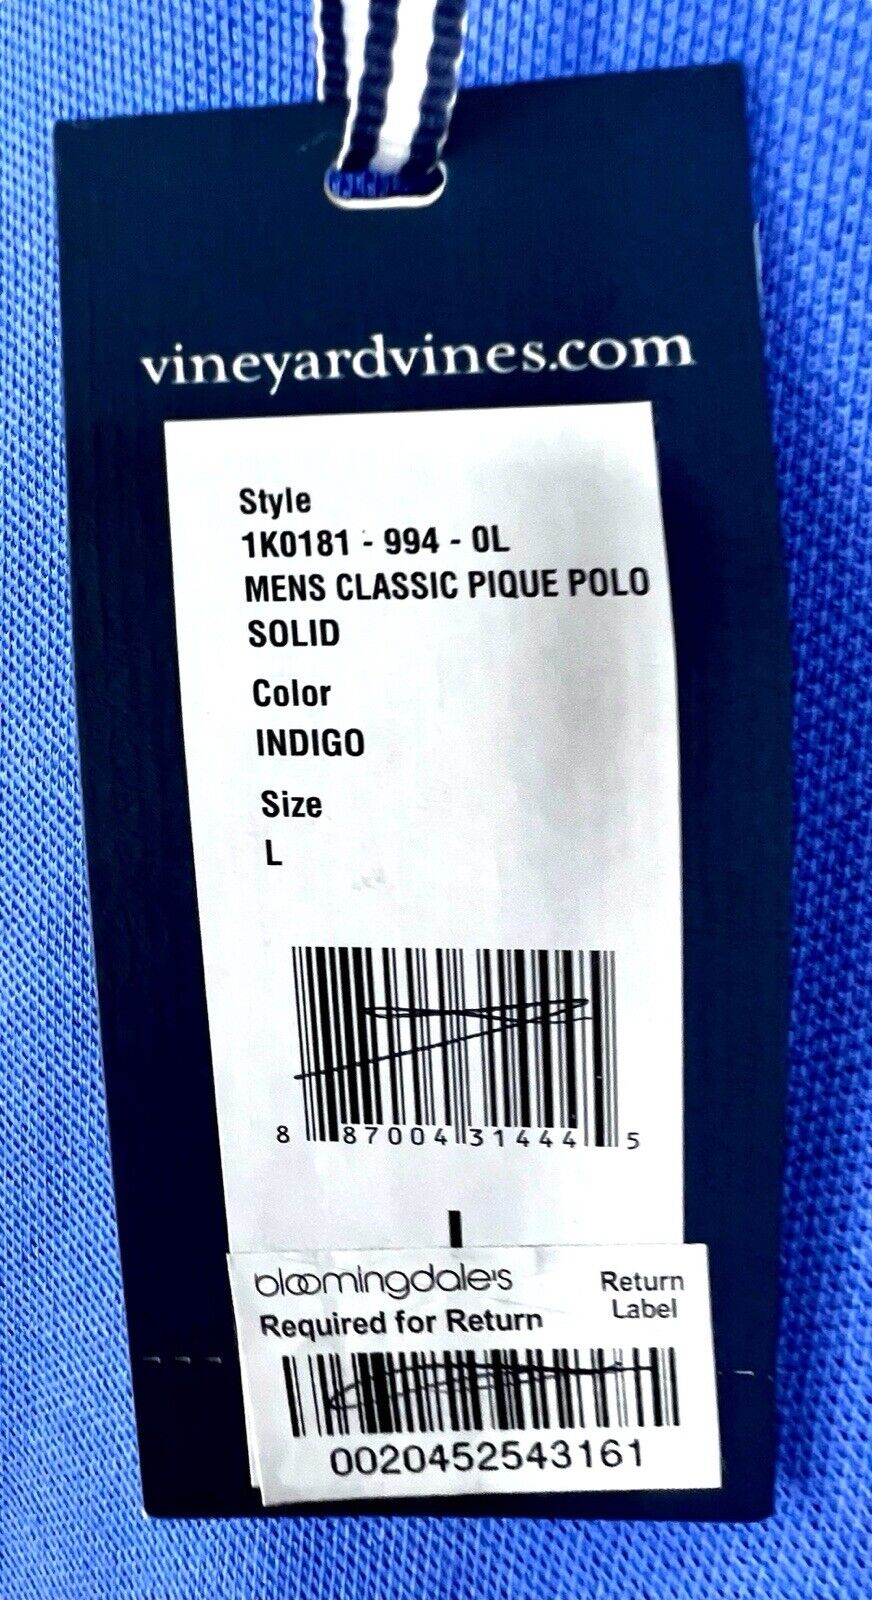 vineyardvines.com
Style
1K0181 - 994 - 0L
MENS CLASSIC PIQUE POLO
SOLID
Color
INDIGO
Size
L
8 87004 31444 5
bloomingdale's
Return
Label
Required for Return
0020452543161